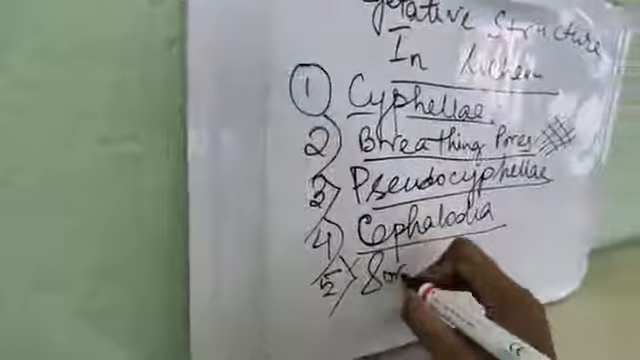 Structure
In Lichen
1 Cyphellae
2) Breathing Pores
3) Pseudocyphellae
4) Cephalodia
5)